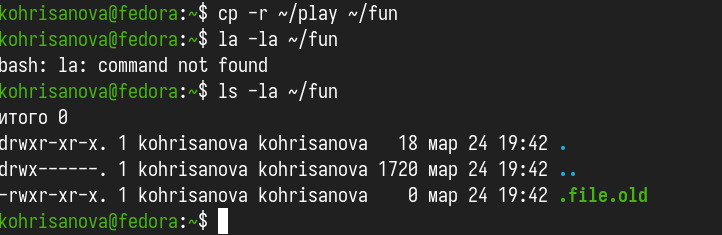 kohrisanova@fedora:~$ cp -r ~/play ~/fun
kohrisanova@fedora:~$ la -la ~/fun
bash: la: command not found
kohrisanova@fedora:~$ ls -la ~/fun
итого 0
drwxr-xr-x. 1 kohrisanova kohrisanova   18 мар 24 19:42 .
drwx------. 1 kohrisanova kohrisanova 1720 мар 24 19:42 ..
-rwxr-xr-x. 1 kohrisanova kohrisanova    0 мар 24 19:42 .file.old
kohrisanova@fedora:~$